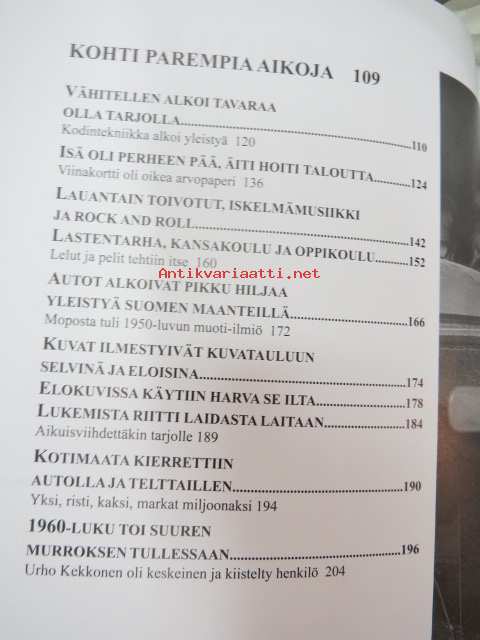 KOHTI PAREMPIA AIKOJA 109
VÄHITELLEN ALKOI TAVARAA
OLLA TARJOLLA 110
Kodintekniikka alkoi yleistyä 120
ISÄ OLI PERHEEN PÄÄ, ÄITI HOITI TALOUTTA 124
Viinakortti oli oikea arvopaperi 136
LAUANTAIN TOIVOTUT, ISKELMÄMUSIIKKI
JA ROCK AND ROLL 142
LASTENTARHA, KANSAKOULU JA OPPIKOULU 152
Lelut ja pelit tehtiin itse 160
Antikvariaatti.net
AUTOT ALKOIVAT PIKKU HILJAA
YLEISTYÄ SUOMEN MAANTEILLÄ 166
Moposta tuli 1950-luvun muoti-ilmiö 172
KUVAT ILMESTYIVÄT KUVATAULUUN
SELVINÄ JA ELOISINA 174
ELOKUVISSA KÄYTIIN HARVA SE ILTA 178
LUKEMISTA RIITTI LAIDASTA LAITAAN 184
Aikuisviihdettäkin tarjolle 189
KOTIMAATA KIERRETTIIN
AUTOLLA JA TELTTAILLEN 190
Yksi, risti, kaksi, markat miljoonaksi 194
1960-LUKU TOI SUUREN
MURROKSEN TULLESSAAN 196
Urho Kekkonen oli keskeinen ja kiistelty henkilö 204